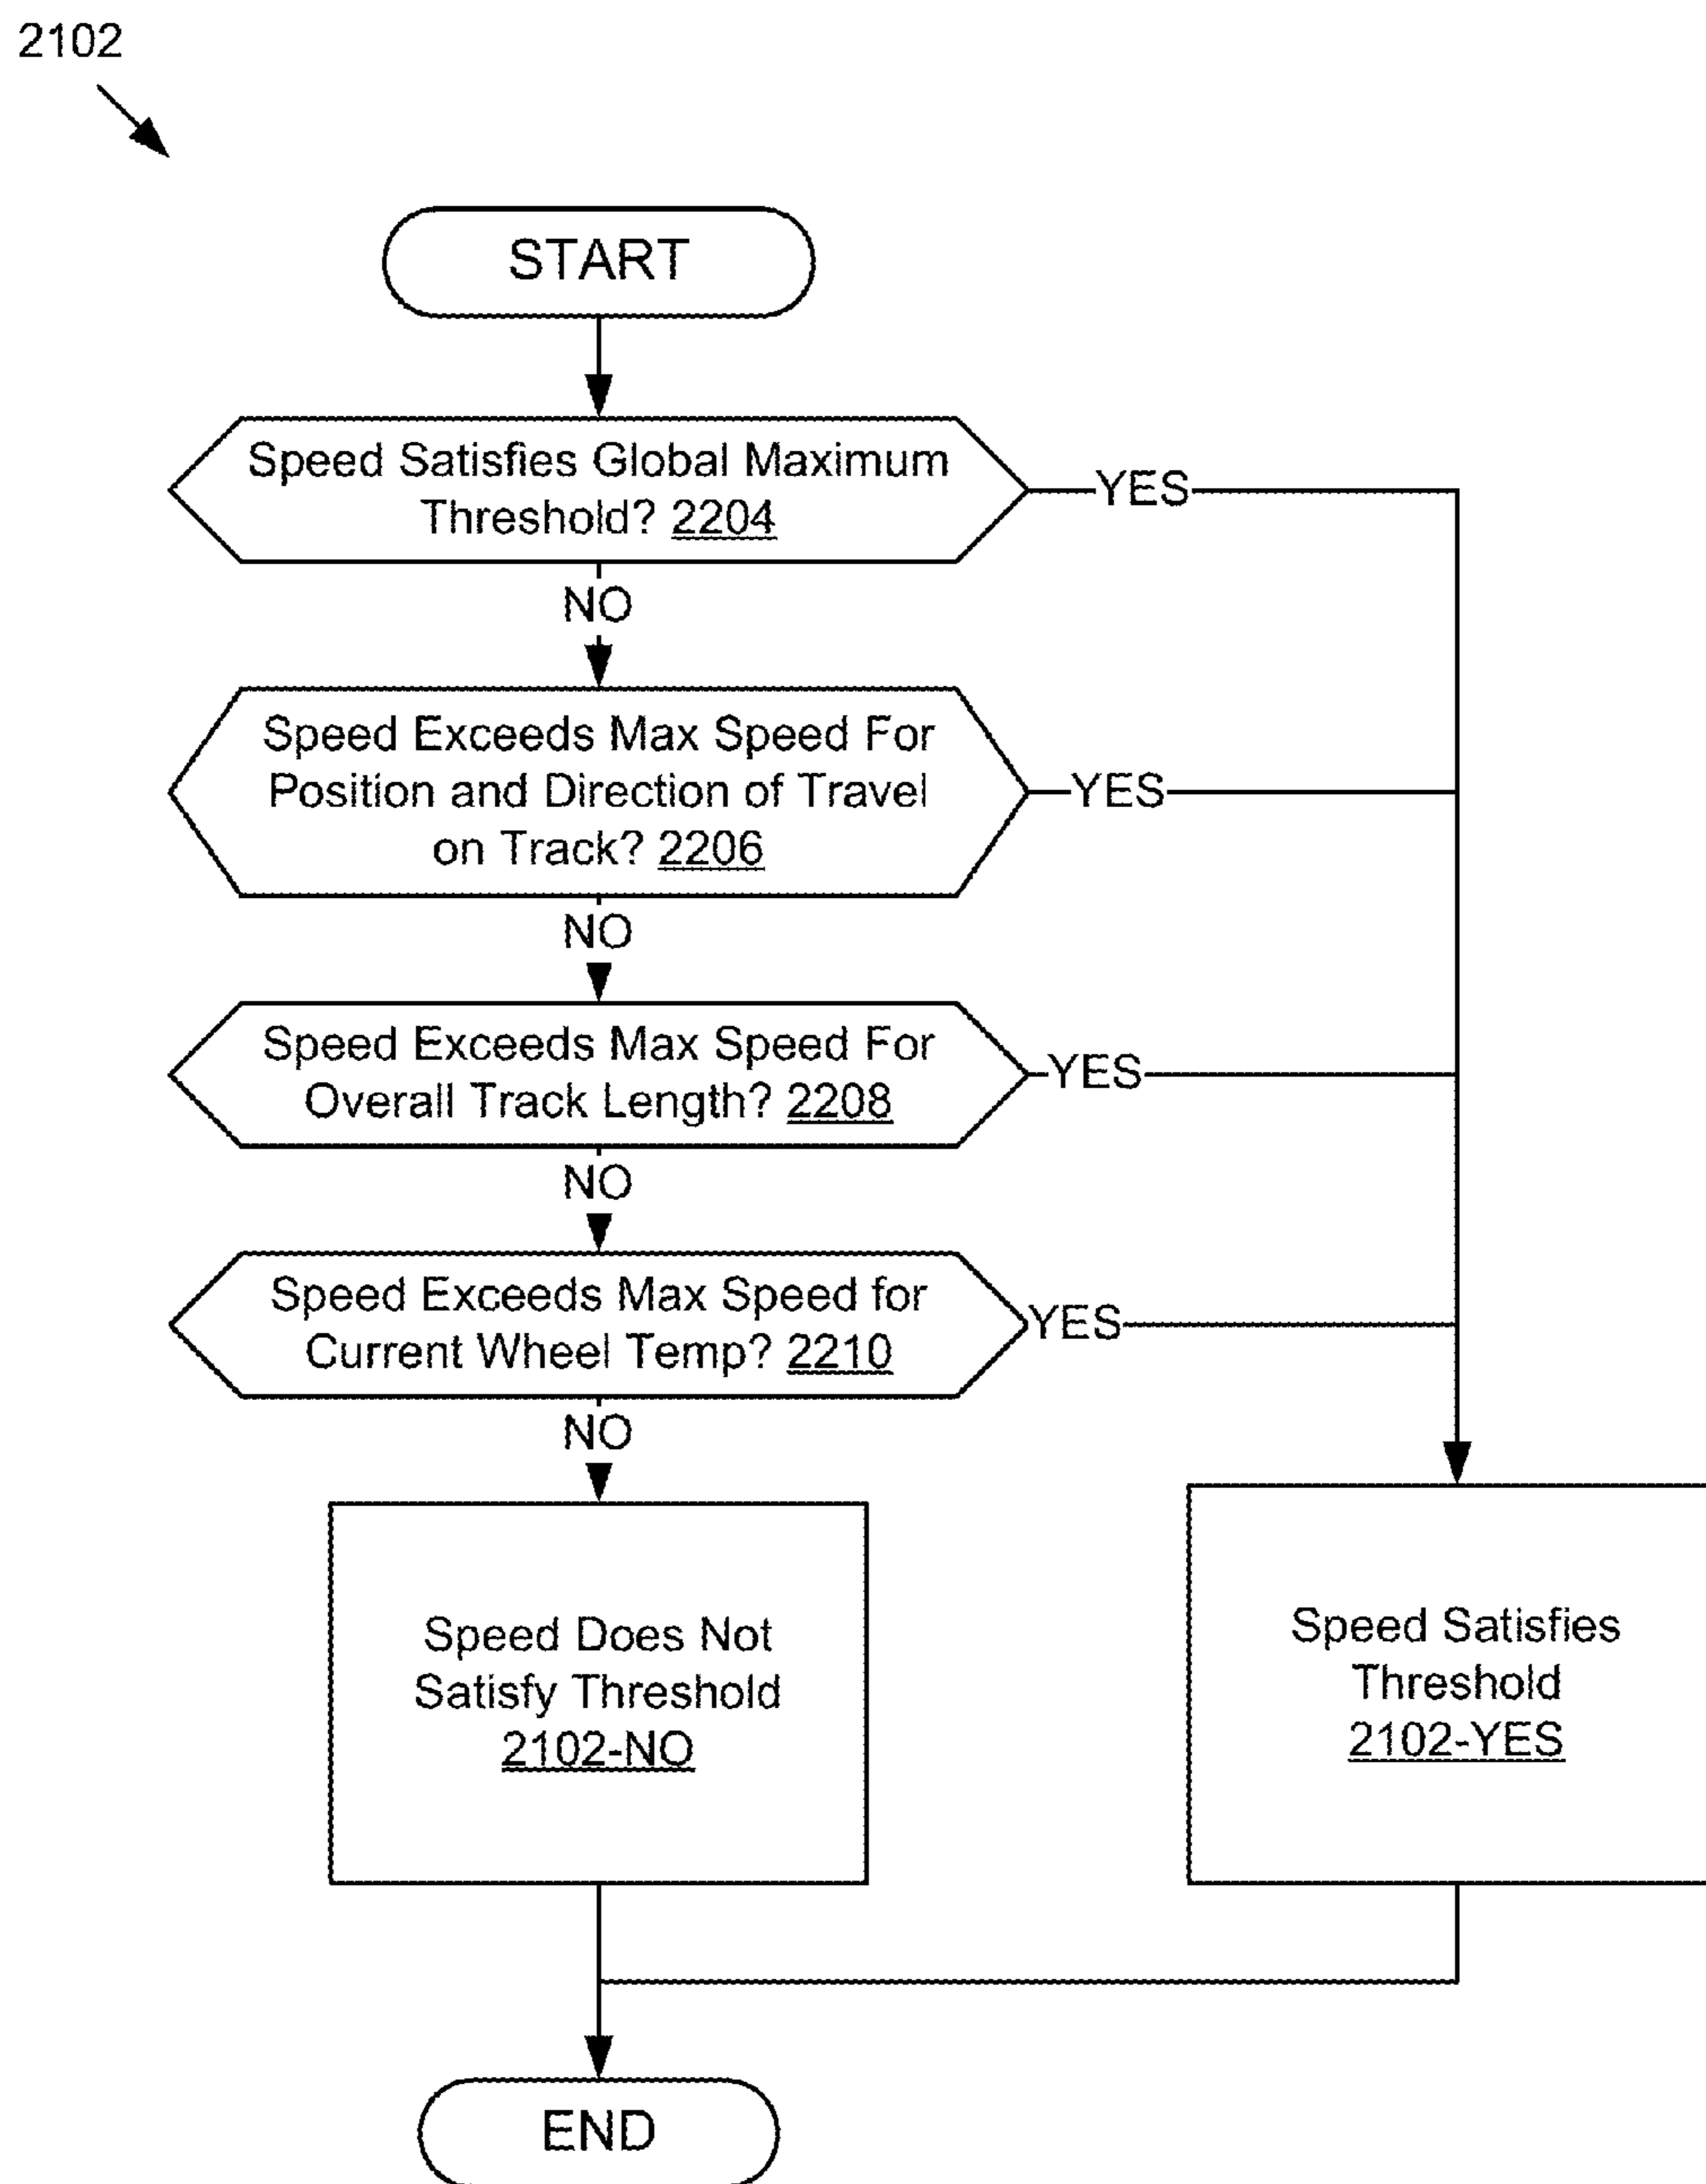 2102
START
Speed Satisfies Global Maximum
Threshold? 2204
YES
NO
Speed Exceeds Max Speed For
Position and Direction of Travel
on Track? 2206
YES
NO
Speed Exceeds Max Speed For
Overall Track Length? 2208
YES
NO
Speed Exceeds Max Speed for
Current Wheel Temp? 2210
YES
NO
Speed Does Not
Satisfy Threshold
2102-NO
Speed Satisfies
Threshold
2102-YES
END